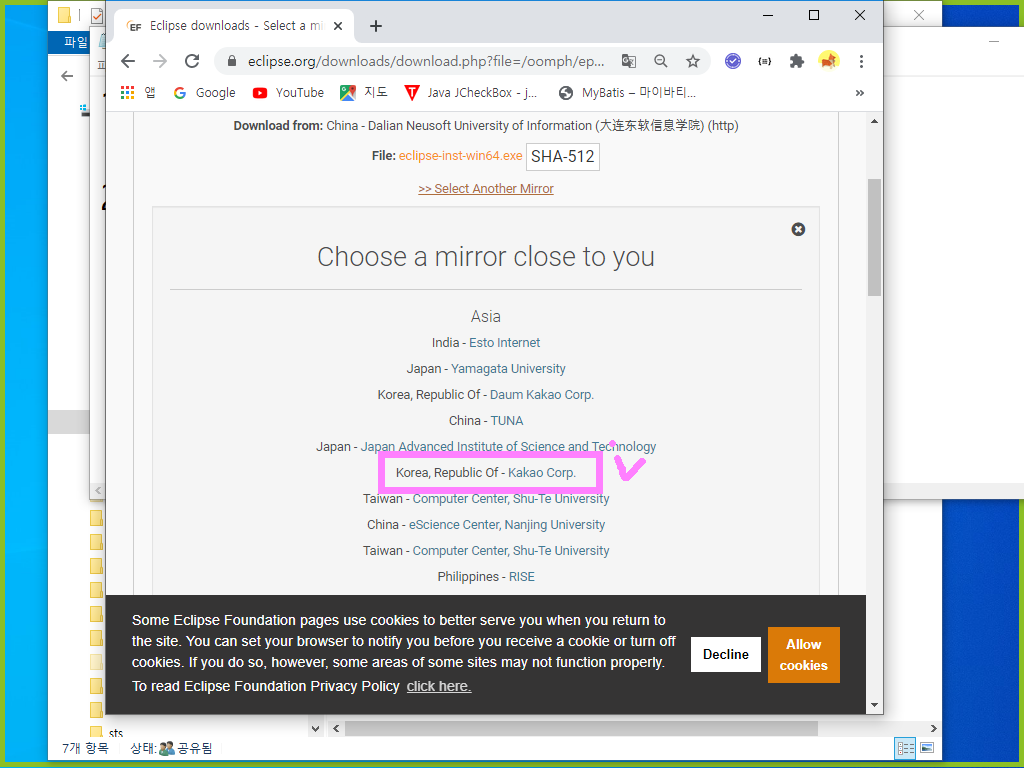 Eclipse downloads - Select a mi
eclipse.org/downloads/download.php?file=/oomph/ep...
앱
Google
YouTube
지도
Java JCheckBox - j...
MyBatis – 마이바티...
»
파일
Download from: China - Dalian Neusoft University of Information (大连东软信息学院) (http)
File: eclipse-inst-win64.exe SHA-512
>> Select Another Mirror
Choose a mirror close to you
Asia
India - Esto Internet
Japan - Yamagata University
Korea, Republic Of - Daum Kakao Corp.
China - TUNA
Japan - Japan Advanced Institute of Science and Technology
Korea, Republic Of - Kakao Corp.
Taiwan - Computer Center, Shu-Te University
China - eScience Center, Nanjing University
Taiwan - Computer Center, Shu-Te University
Philippines - RISE
Some Eclipse Foundation pages use cookies to better serve you when you return to
the site. You can set your browser to notify you before you receive a cookie or turn off
cookies. If you do so, however, some areas of some sites may not function properly.
To read Eclipse Foundation Privacy Policy click here.
Decline
Allow
cookies
sts
7개 항목 상태: 공유됨